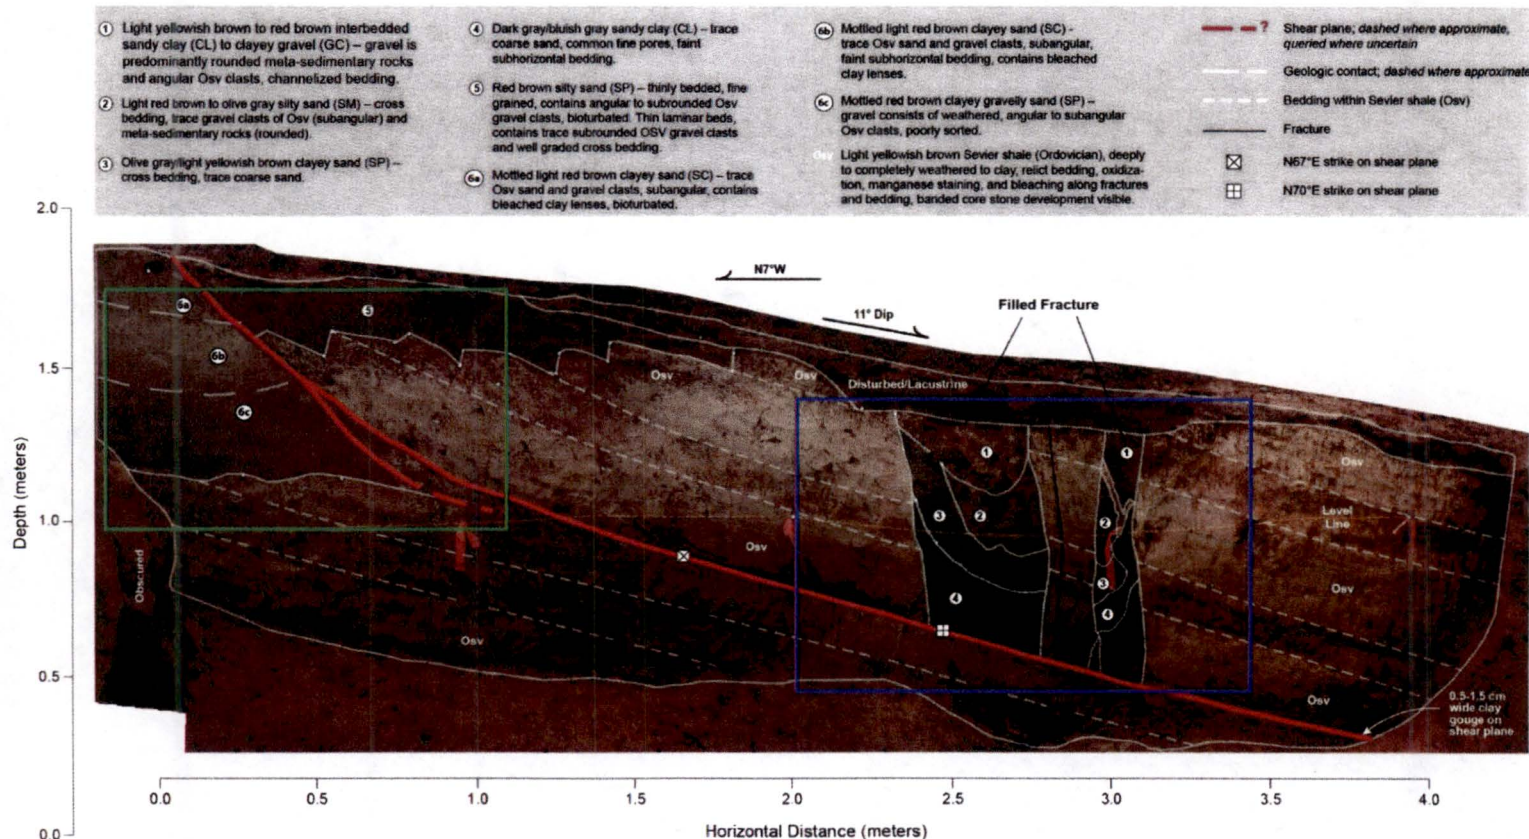 ① Light yellowish brown to red brown interbedded
sandy clay (CL) to clayey gravel (GC) – gravel is
predominantly rounded meta-sedimentary rocks
and angular Osv clasts, channelized bedding.
② Light red brown to olive gray silty sand (SM) – cross
bedding, trace gravel clasts of Osv (subangular) and
meta-sedimentary rocks (rounded).
③ Olive gray/light yellowish brown clayey sand (SP) –
cross bedding, trace coarse sand.
④ Dark gray/bluish gray sandy clay (CL) – trace
coarse sand, common fine pores, faint
subhorizontal bedding.
⑤ Red brown silty sand (SP) – thinly bedded, fine
grained, contains angular to subrounded Osv
gravel clasts, bioturbated. Thin laminar beds,
contains trace subrounded OSV gravel clasts
and well graded cross bedding.
6a Mottled light red brown clayey sand (SC) – trace
Osv sand and gravel clasts, subangular, contains
bleached clay lenses, bioturbated.
6b Mottled light red brown clayey sand (SC) -
trace Osv sand and gravel clasts, subangular,
faint subhorizontal bedding, contains bleached
clay lenses.
6c Mottled red brown clayey gravelly sand (SP) –
gravel consists of weathered, angular to subangular
Osv clasts, poorly sorted.
Osv Light yellowish brown Sevier shale (Ordovician), deeply
to completely weathered to clay, relict bedding, oxidiza-
tion, manganese staining, and bleaching along fractures
and bedding, banded core stone development visible.
? Shear plane; dashed where approximate,
queried where uncertain
Geologic contact; dashed where approximate
Bedding within Sevier shale (Osv)
Fracture
N67°E strike on shear plane
N70°E strike on shear plane
2.0
N7°W
Filled Fracture
11° Dip
6a
5
6b
6c
1.5
Osv
Osv
Disturbed/Lacustrine
1
1
Osv
3
2
2
Level
Line
1.0
Depth (meters)
Osv
3
Osv
4
4
Obscured
Osv
0.5
Osv
0.5-1.5 cm
wide clay
gouge on
shear plane
0.0
0.0 0.5 1.0 1.5 2.0 2.5 3.0 3.5 4.0
Horizontal Distance (meters)